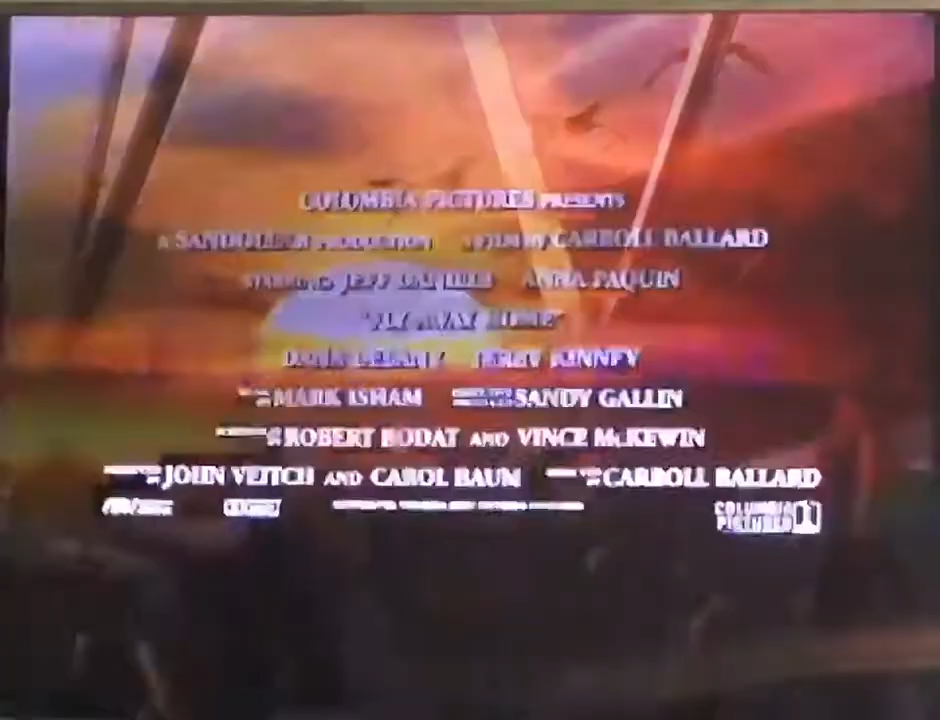 COLUMBIA PICTURES PRESENTS
A SANDOLLAR PRODUCTION A FILM BY CARROLL BALLARD
STARRING JEFF DANIELS ANNA PAQUIN
"FLY AWAY HOME"
DANA DELANY TERRY KINNEY
MARK ISHAM SANDY GALLIN
ROBERT RODAT AND VINCE McKEWIN
JOHN VEITCH AND CAROL BAUM CARROLL BALLARD
COLUMBIA
PICTURES